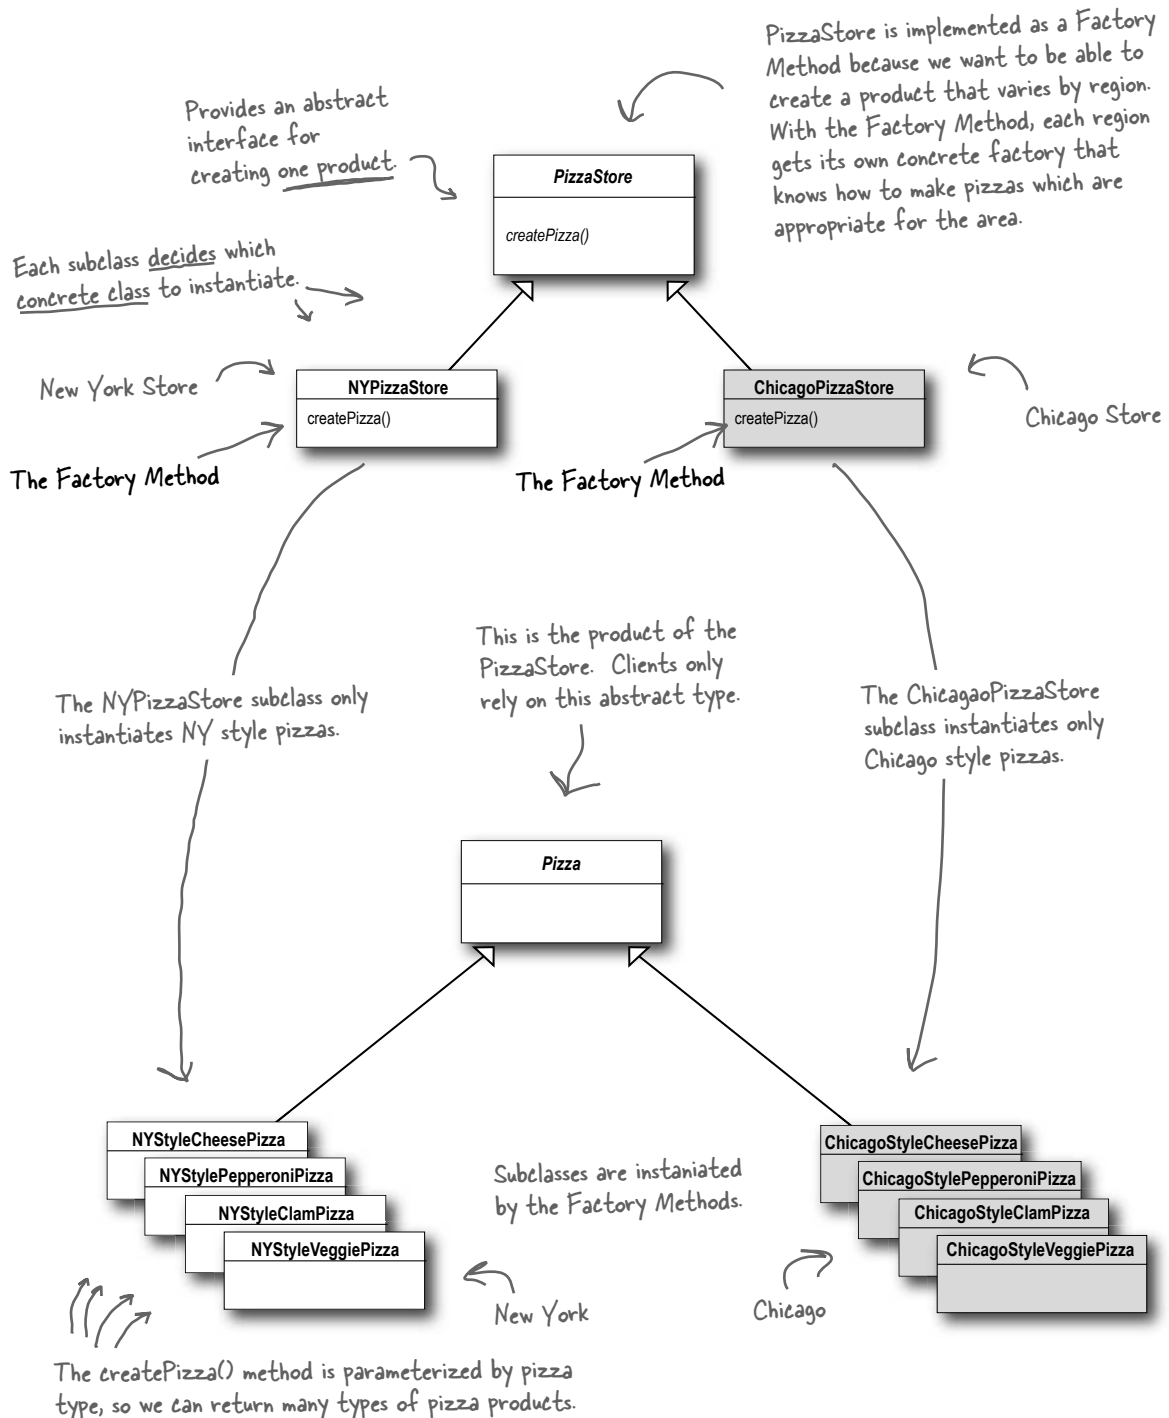 PizzaStore is implemented as a Factory
Method because we want to be able to
create a product that varies by region.
With the Factory Method, each region
gets its own concrete factory that
knows how to make pizzas which are
appropriate for the area.
Provides an abstract
interface for
creating one product.
PizzaStore
createPizza()
Each subclass decides which
concrete class to instantiate.
New York Store
NYPizzaStore
createPizza()
The Factory Method
ChicagoPizzaStore
createPizza()
Chicago Store
The Factory Method
This is the product of the
PizzaStore. Clients only
rely on this abstract type.
The NYPizzaStore subclass only
instantiates NY style pizzas.
The ChicagaoPizzaStore
subclass instantiates only
Chicago style pizzas.
Pizza
NYStyleCheesePizza
NYStylePepperoniPizza
NYStyleClamPizza
NYStyleVeggiePizza
Subclasses are instaniated
by the Factory Methods.
ChicagoStyleCheesePizza
ChicagoStylePepperoniPizza
ChicagoStyleClamPizza
ChicagoStyleVeggiePizza
New York
Chicago
The createPizza() method is parameterized by pizza
type, so we can return many types of pizza products.